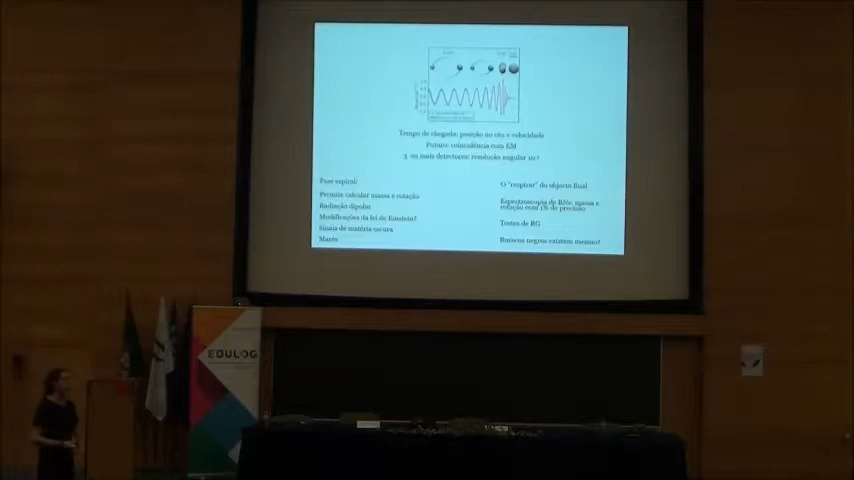 Tempo de chegada: posição no céu e velocidade
Futuro: coincidência com EM
3 ou mais detectores: resolução angular 10 º
Fase espiral:
Permite calcular massa e rotação
Radiação dipolar
Modificações da lei de Einstein?
Sinais de matéria escura
Marés
O "respirar" do objecto final
Espectroscopia de BHs: massa e
rotação com 1% de precisão
Testes de RG
Buracos negros existem mesmo?
EDULOG